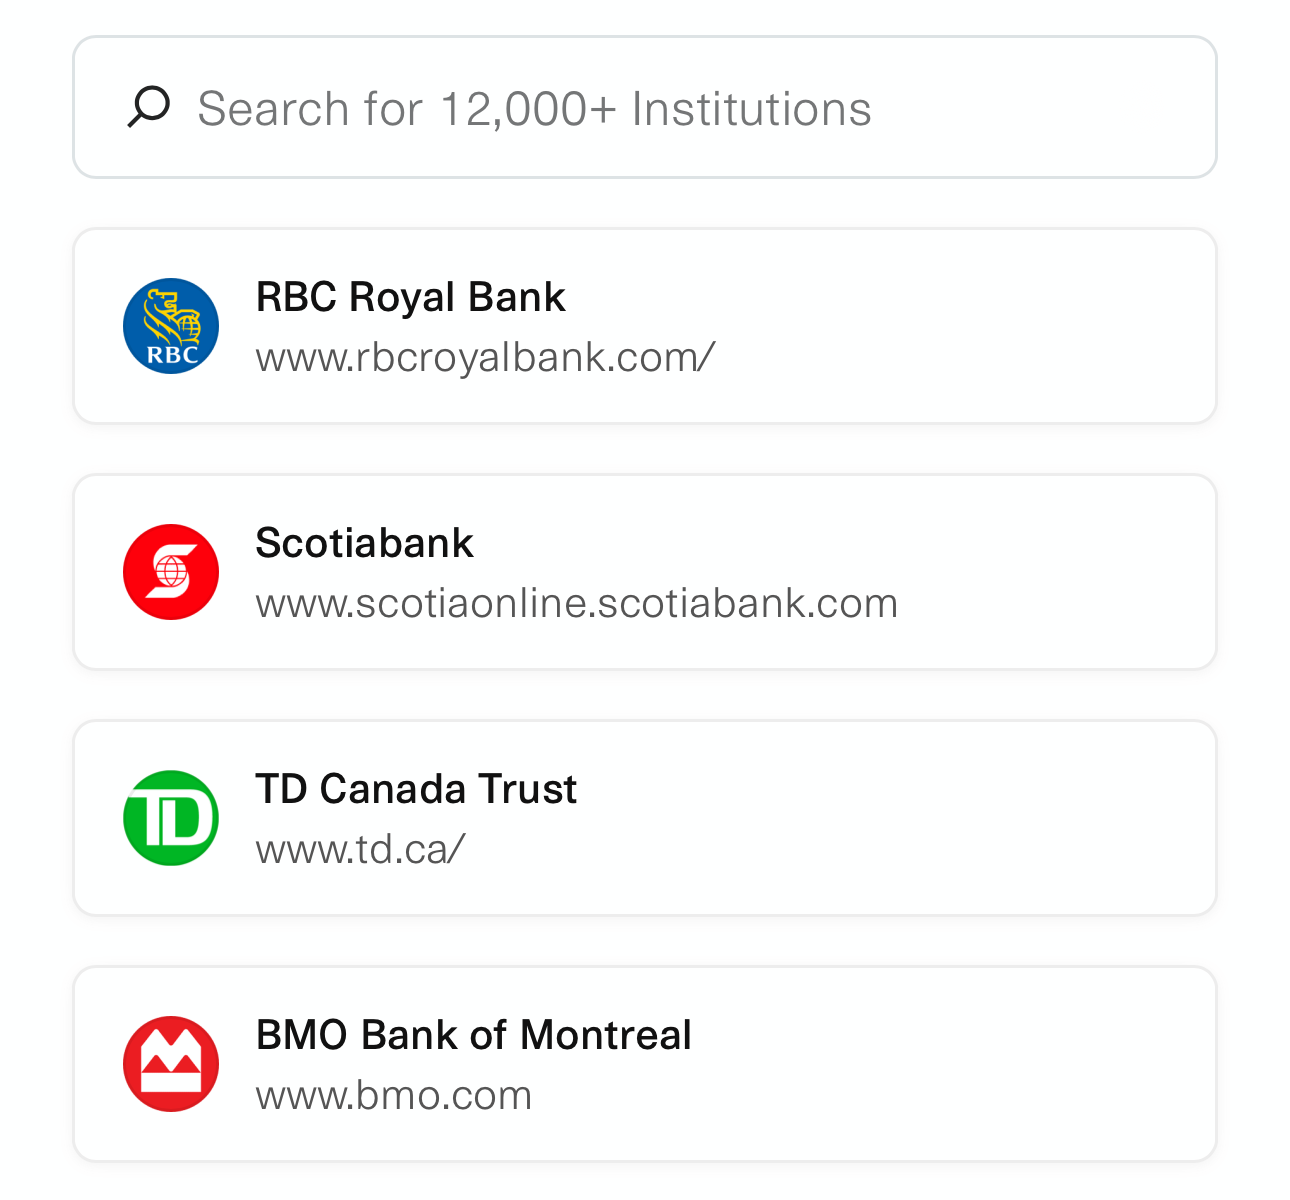 Search for 12,000+ Institutions
RBC
RBC Royal Bank
www.rbcroyalbank.com/
Scotiabank
www.scotiaonline.scotiabank.com
TD
TD Canada Trust
www.td.ca/
BMO Bank of Montreal
www.bmo.com